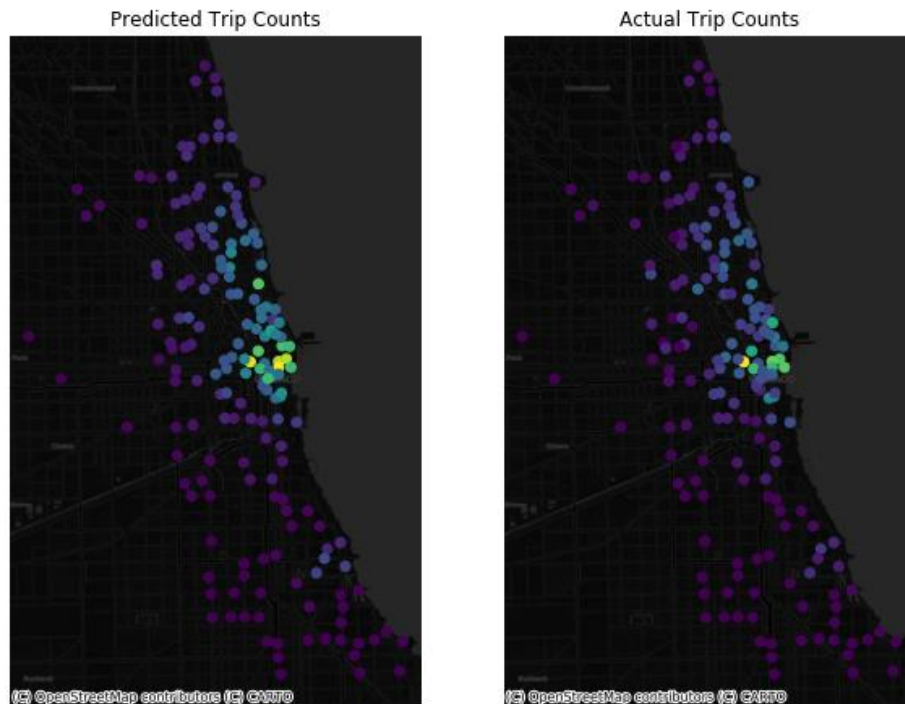 Predicted Trip Counts
Actual Trip Counts
(C) OpenStreetMap contributors (C) CARTO
(C) OpenStreetMap contributors (C) CARTO